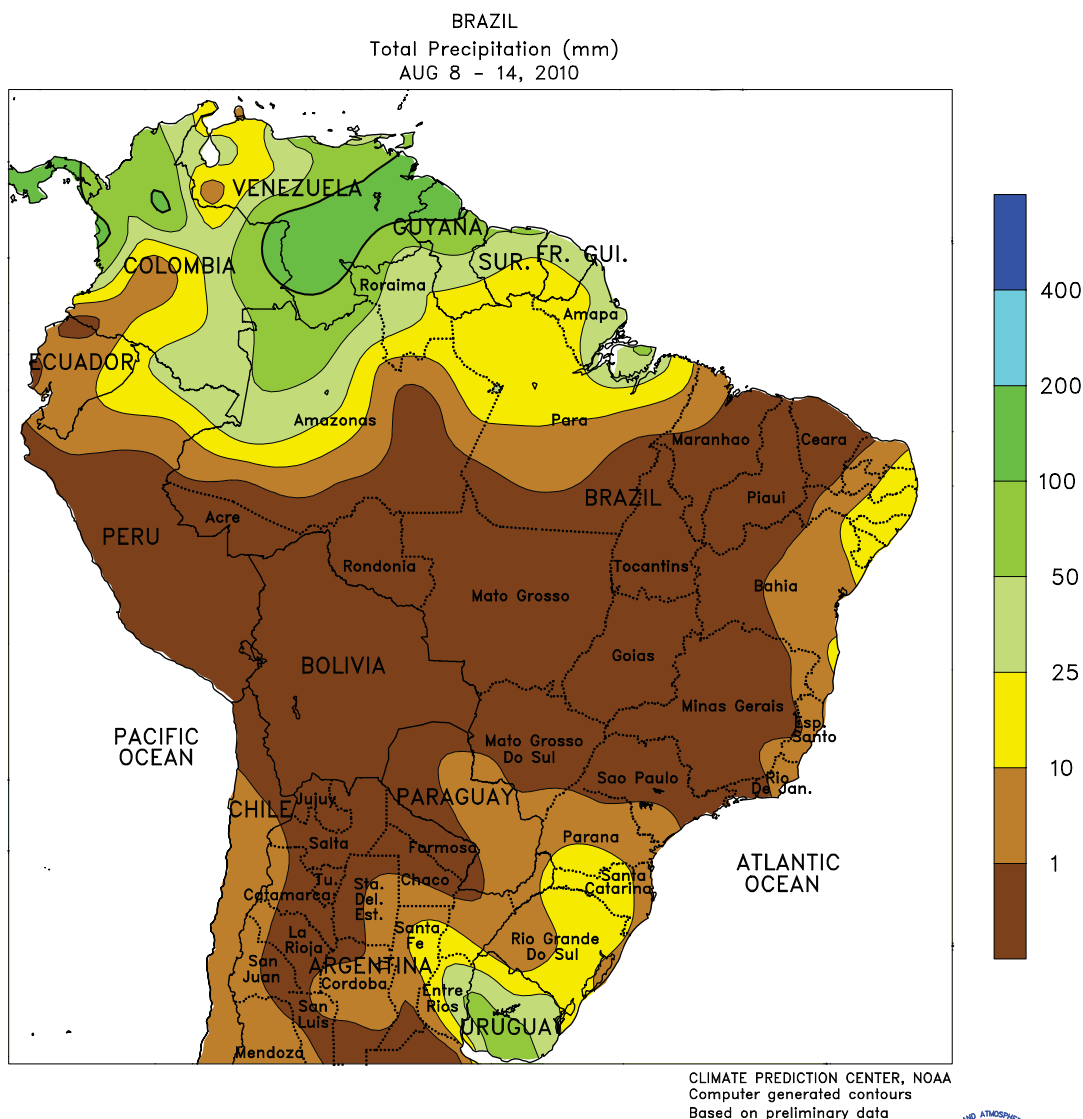 BRAZIL
Total Precipitation (mm)
AUG 8 - 14, 2010
VENEZUELA
GUYANA
SUR.
FR. GUI.
COLOMBIA
Roraima
400
Amapa
ECUADOR
200
Amazonas
Para
Maranhao
Ceara
100
BRAZIL
Piaui
Acre
PERU
Rondonia
Tocantins
50
Mato Grosso
Bahia
BOLIVIA
Goias
25
Minas Gerais
PACIFIC
OCEAN
Esp.
Santo
Mato Grosso
Do Sul
10
Sao Paulo
Rio
De Jan.
CHILE
Jujuy
PARAGUAY
Parana
Salta
Formosa
ATLANTIC
OCEAN
1
Tu.
Chaco
Santa
Catarina
Catamarca
Sta.
Del.
Est.
La
Rioja
Santa
Fe
Rio Grande
Do Sul
San
Juan
ARGENTINA
Cordoba
Entre
Rios
San
Luis
URUGUAY
Mendoza
CLIMATE PREDICTION CENTER, NOAA
Computer generated contours
Based on preliminary data
AND ATMOSPHE